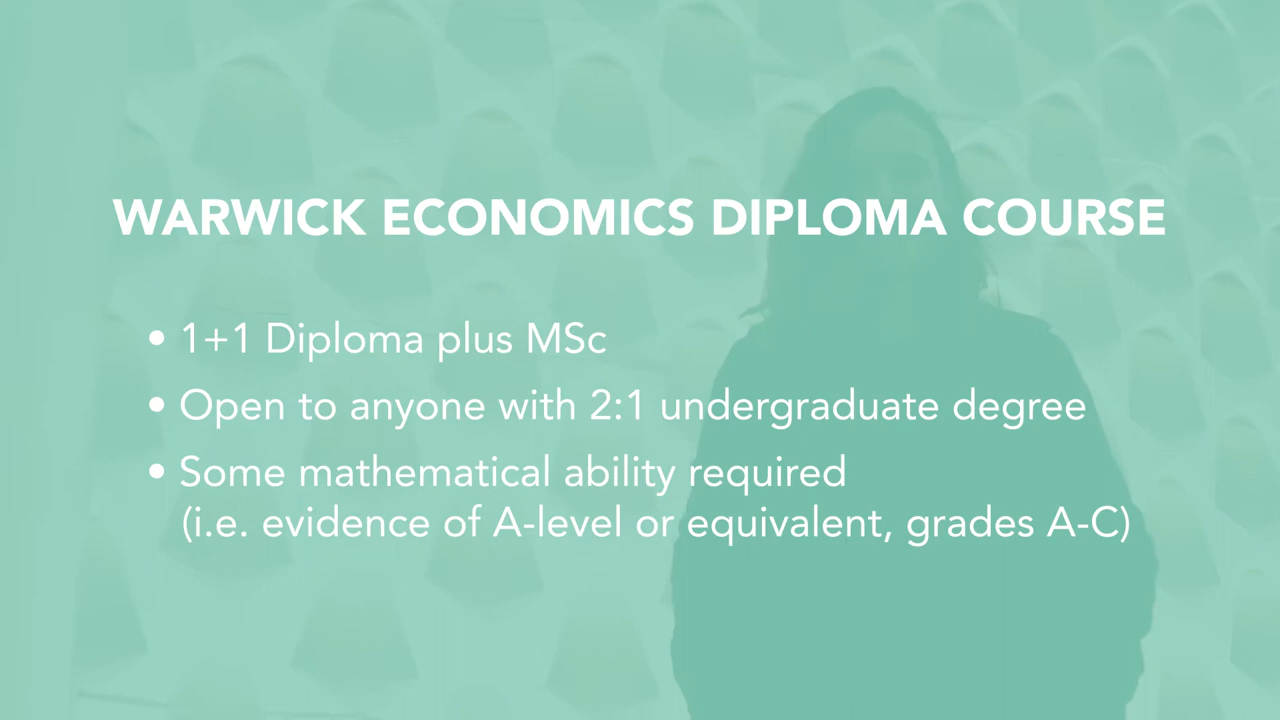 WARWICK ECONOMICS DIPLOMA COURSE
• 1+1 Diploma plus MSc
• Open to anyone with 2:1 undergraduate degree
• Some mathematical ability required
(i.e. evidence of A-level or equivalent, grades A-C)